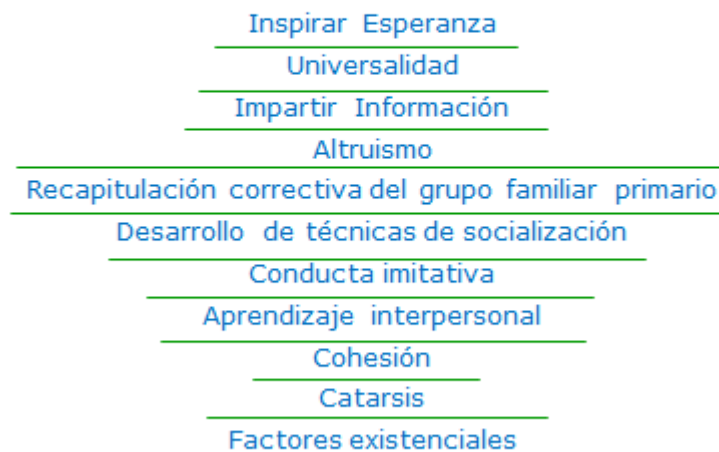 Inspirar Esperanza
Universalidad
Impartir Información
Altruismo
Recapitulación correctiva del grupo familiar primario
Desarrollo de técnicas de socialización
Conducta imitativa
Aprendizaje interpersonal
Cohesión
Catarsis
Factores existenciales